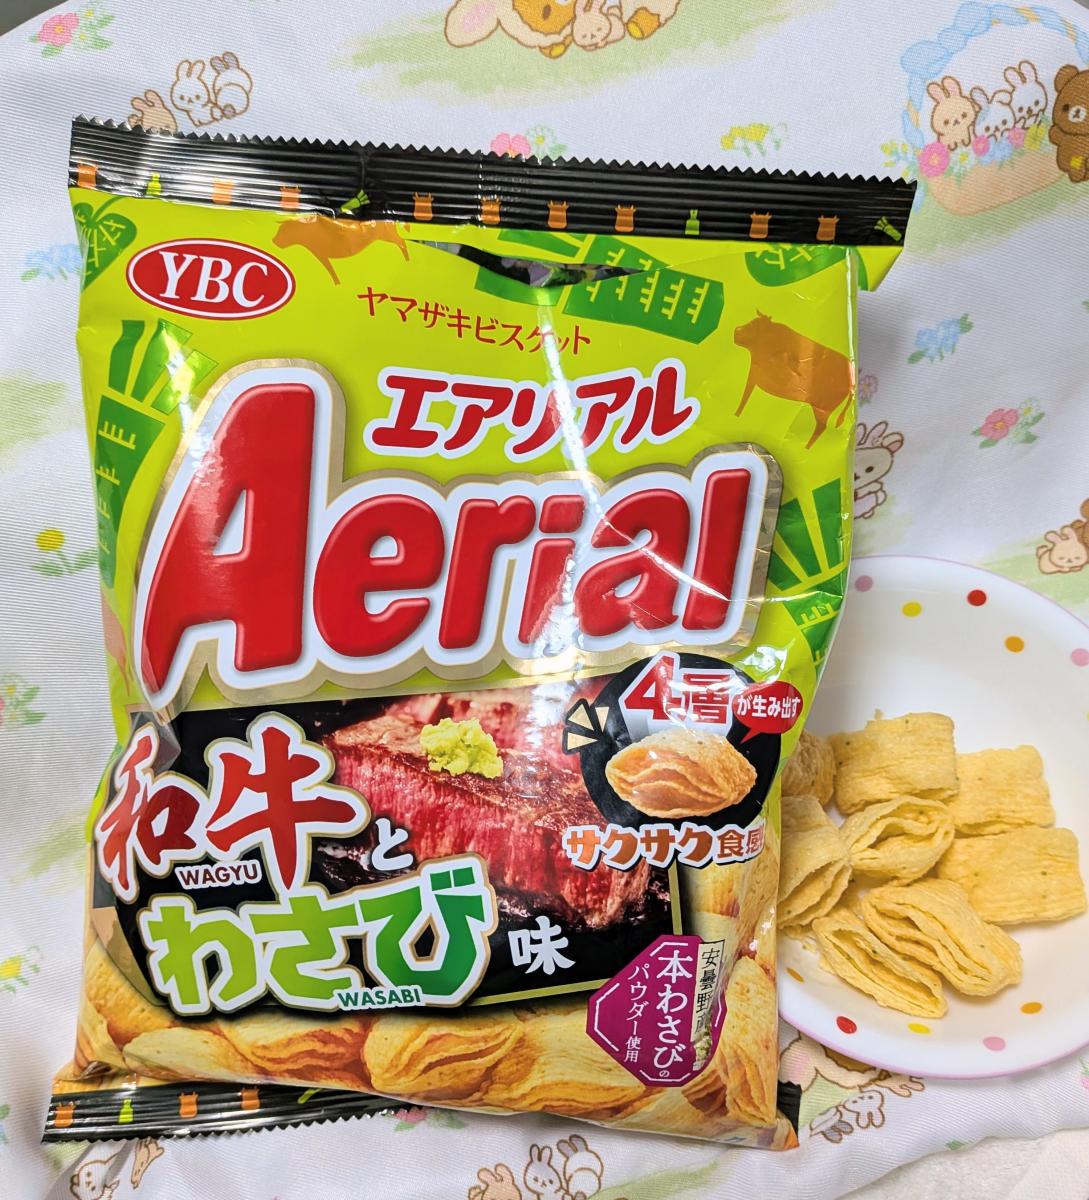 YBC
ヤマザキビスケット
エアリアル
Aerial
4層が生み出す
サクサク食感
和牛
WAGYU
と
わさび
WASABI
味
安曇野産
本わさびの
パウダー使用